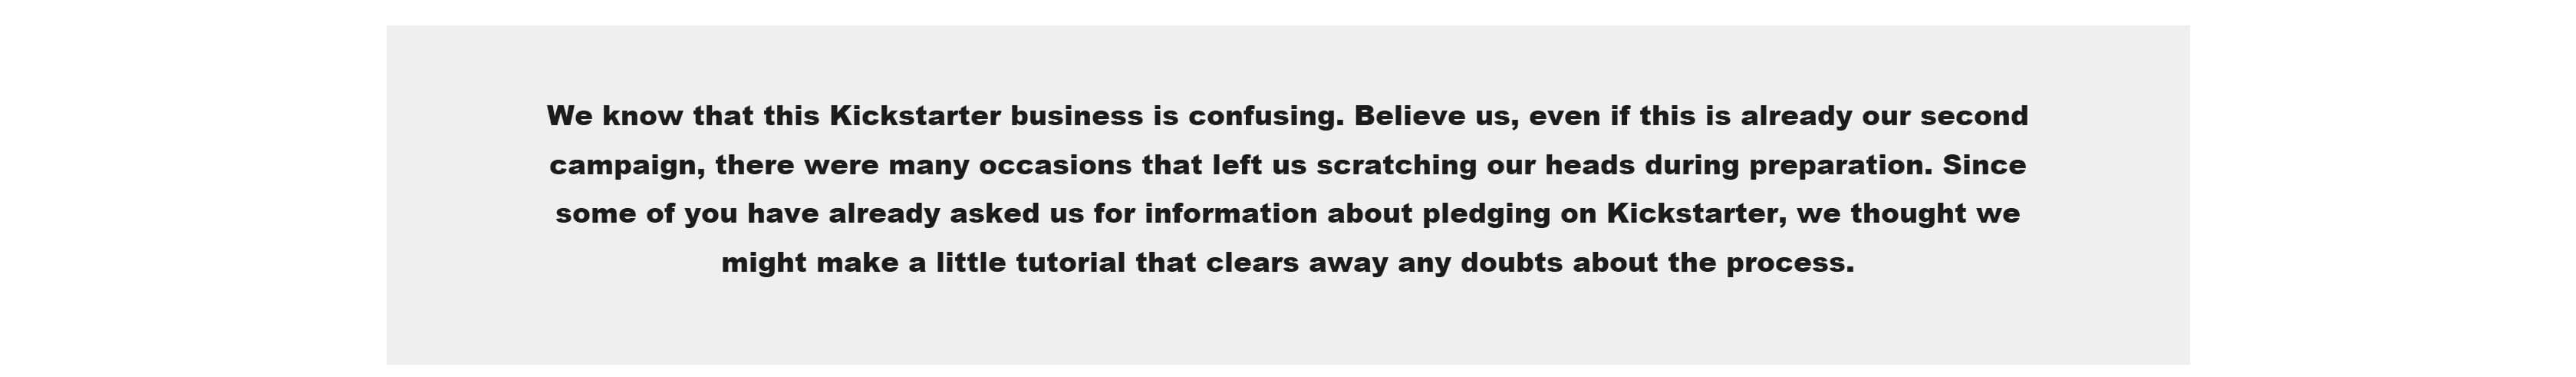 We know that this Kickstarter business is confusing. Believe us, even if this is already our second
campaign, there were many occasions that left us scratching our heads during preparation. Since
some of you have already asked us for information about pledging on Kickstarter, we thought we
might make a little tutorial that clears away any doubts about the process.